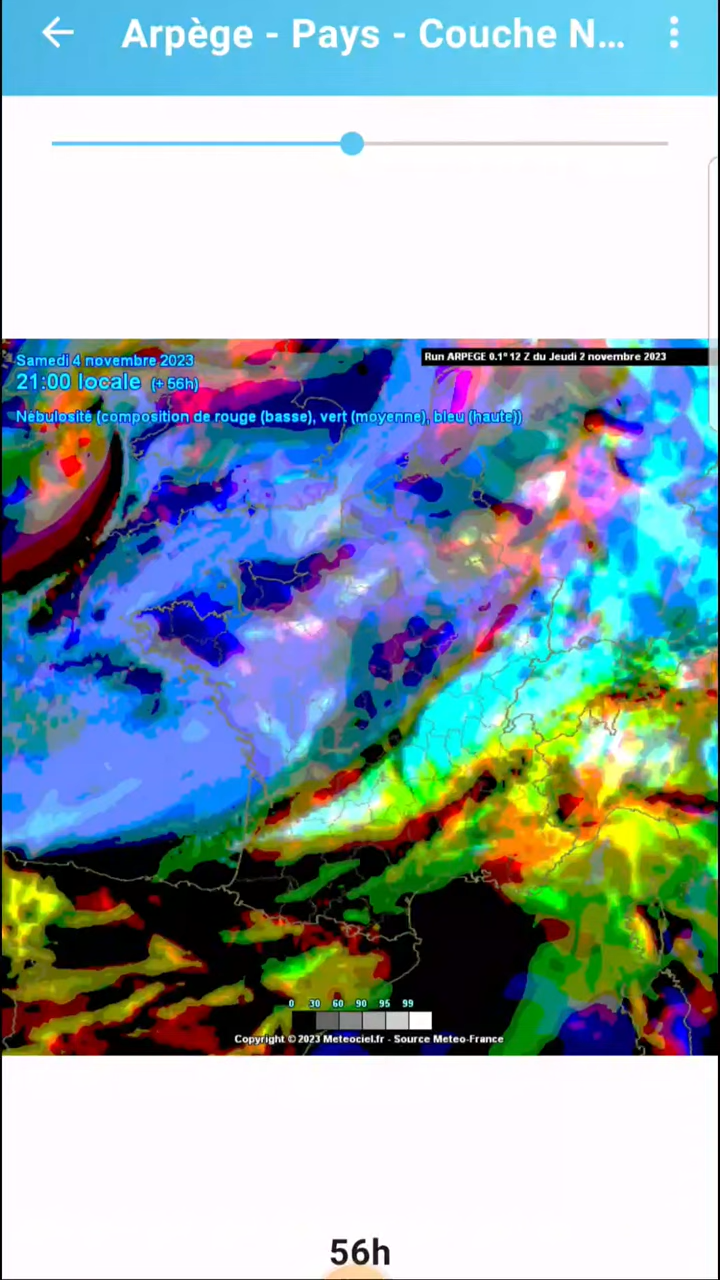 Arpège - Pays - Couche N...
Run ARPEGE 0.1° 12 Z du Jeudi 2 novembre 2023
Samedi 4 novembre 2023
21:00 locale (+ 56h)
Nébulosité (composition de rouge (basse), vert (moyenne), bleu (haute))
0 30 60 90 95 99
Copyright © 2023 Meteociel.fr - Source Meteo-France
56h